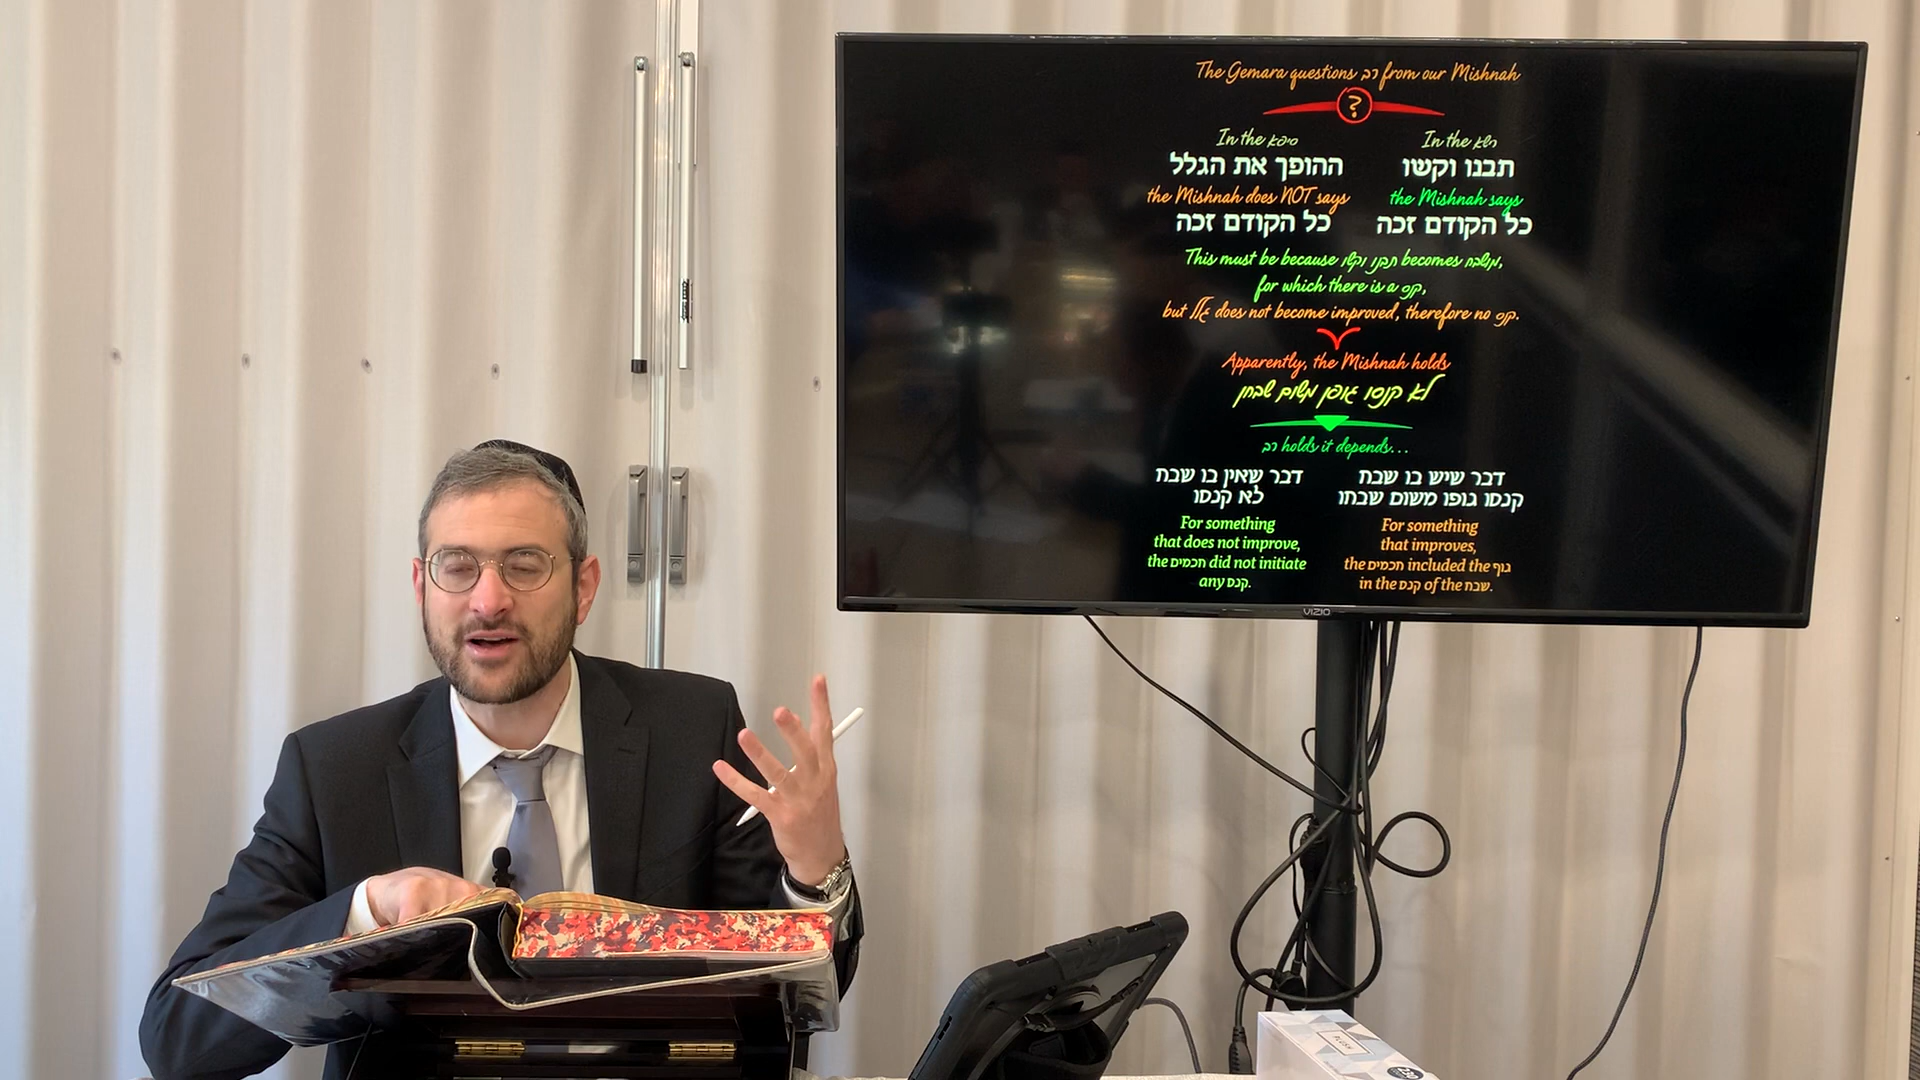 The Gemara questions רב from our Mishnah
?
In the רישא
תבנו וקשו
the Mishnah says
כל הקודם זכה
In the סיפא
ההופך את הגלל
the Mishnah does NOT says
כל הקודם זכה
This must be because תבנו וקשו becomes מושבח,
for which there is a קנס,
but גלל does not become improved, therefore no קנס.
Apparently, the Mishnah holds
לא קנסו גופן משום שבחן
רב holds it depends...
דבר שיש בו שבח
קנסו גופו משום שבחו
For something
that improves,
the חכמים included the גוף
in the קנס of the שבח.
דבר שאין בו שבח
לא קנסו
For something
that does not improve,
the חכמים did not initiate
any קנס.
VIZIO
PLUSH
230